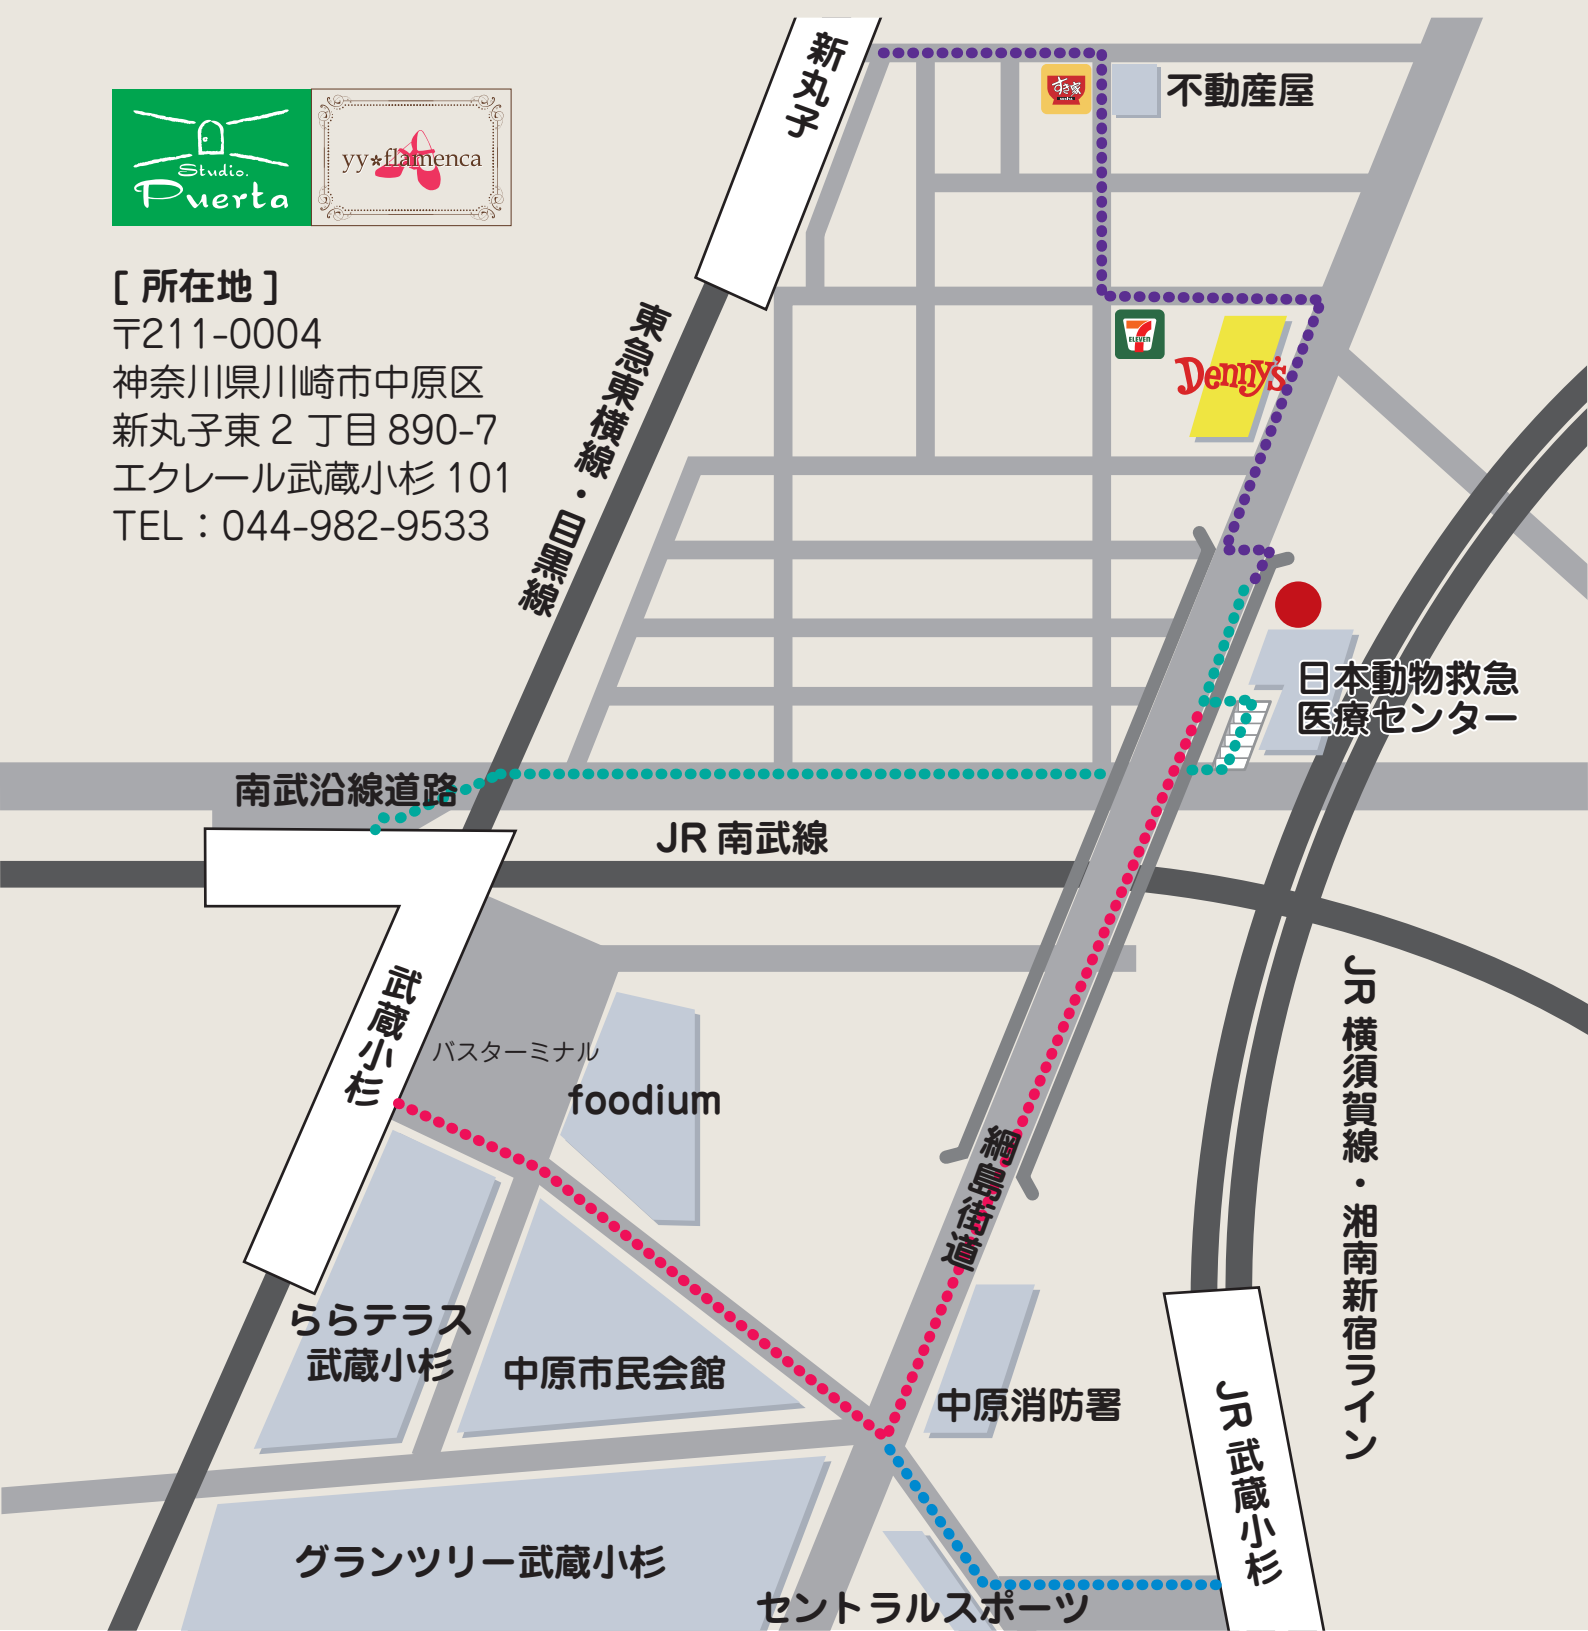 Studio.
Puerta
yy*flamenca
[ 所在地 ]
〒211-0004
神奈川県川崎市中原区
新丸子東 2 丁目 890-7
エクレール武蔵小杉 101
TEL：044-982-9533
新丸子
すき家
不動産屋
7
ELEVEN
Denny's
東急東横線・目黒線
日本動物救急
医療センター
南武沿線道路
JR 南武線
武蔵小杉
バスターミナル
foodium
綱島街道
JR 横須賀線・湘南新宿ライン
ららテラス
武蔵小杉
中原市民会館
中原消防署
JR 武蔵小杉
グランツリー武蔵小杉
セントラルスポーツ